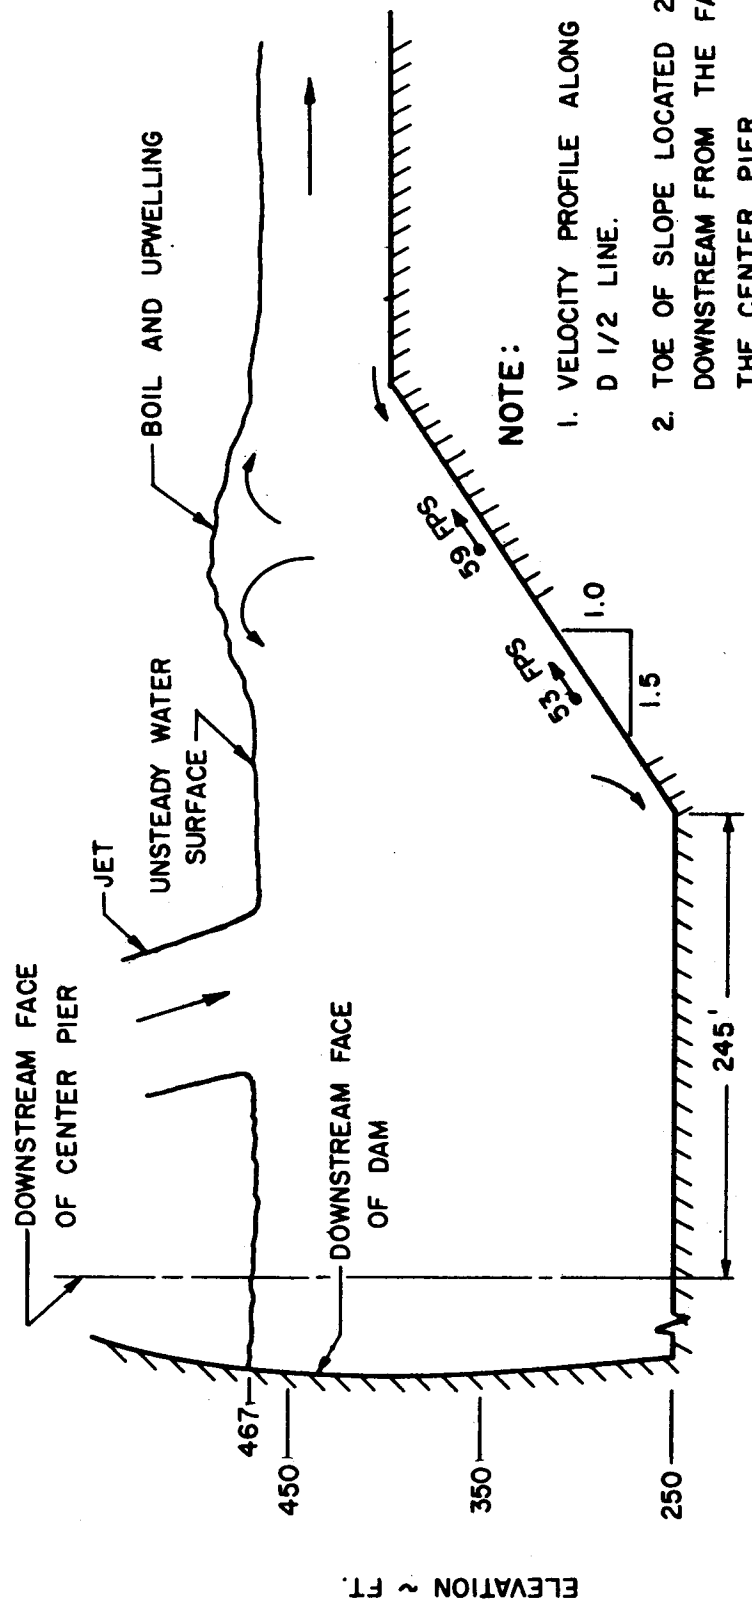 DOWNSTREAM FACE
OF CENTER PIER
JET
UNSTEADY WATER
SURFACE
BOIL AND UPWELLING
DOWNSTREAM FACE
OF DAM
467
450
350
250
ELEVATION ~ FT.
53 FPS
59 FPS
1.0
1.5
245'
NOTE:
1. VELOCITY PROFILE ALONG
D 1/2 LINE.
2. TOE OF SLOPE LOCATED 2
DOWNSTREAM FROM THE FA
THE CENTER PIER